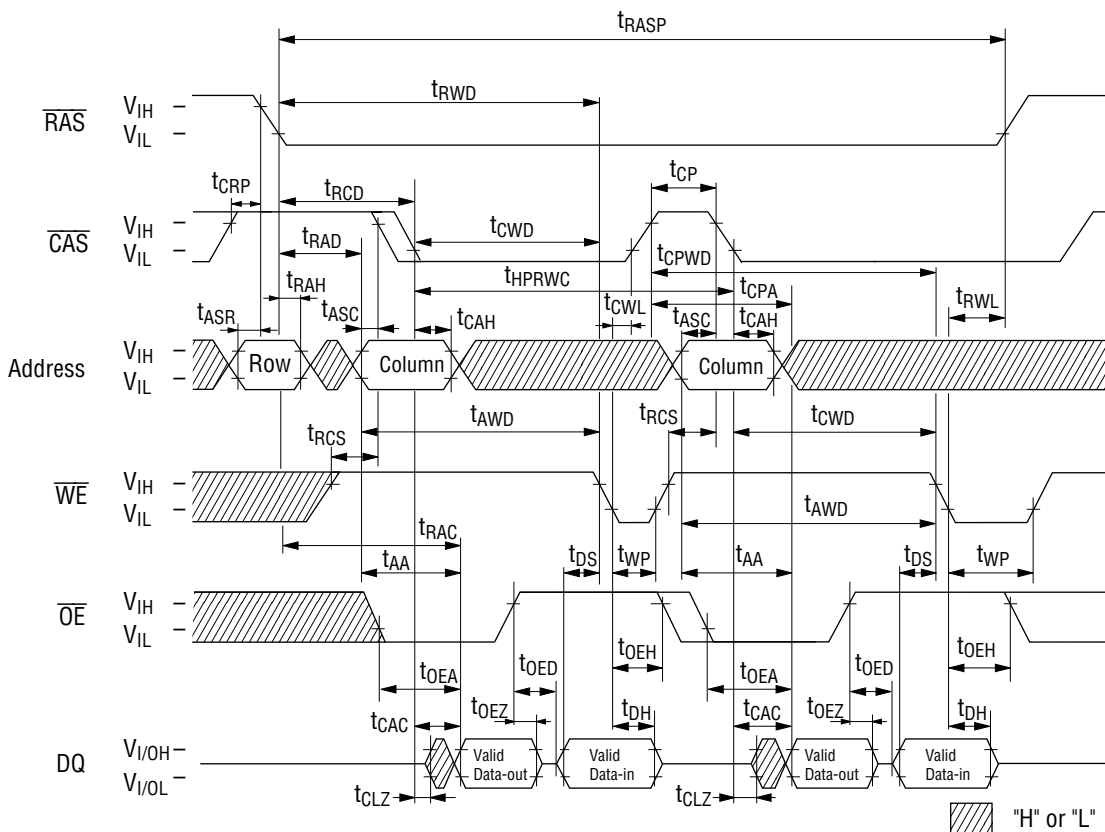 tRASP
tRWD
RAS
VIH
VIL
tCRP
tRCD
tCP
CAS
VIH
VIL
tRAD
tCWD
tCPWD
tHPRWC
tCPA
tRAH
tASR
tASC
tCAH
tCWL
tASC
tCAH
tRWL
Address
VIH
VIL
Row
Column
Column
tAWD
tRCS
tCWD
tRCS
WE
VIH
VIL
tRAC
tAWD
tAA
tDS
tWP
tAA
tDS
tWP
OE
VIH
VIL
tOEA
tOED
tOEH
tOEA
tOED
tOEH
tCAC
tOEZ
tDH
tCAC
tOEZ
tDH
DQ
VI/OH
VI/OL
Valid
Data-out
Valid
Data-in
Valid
Data-out
Valid
Data-in
tCLZ
tCLZ
"H" or "L"